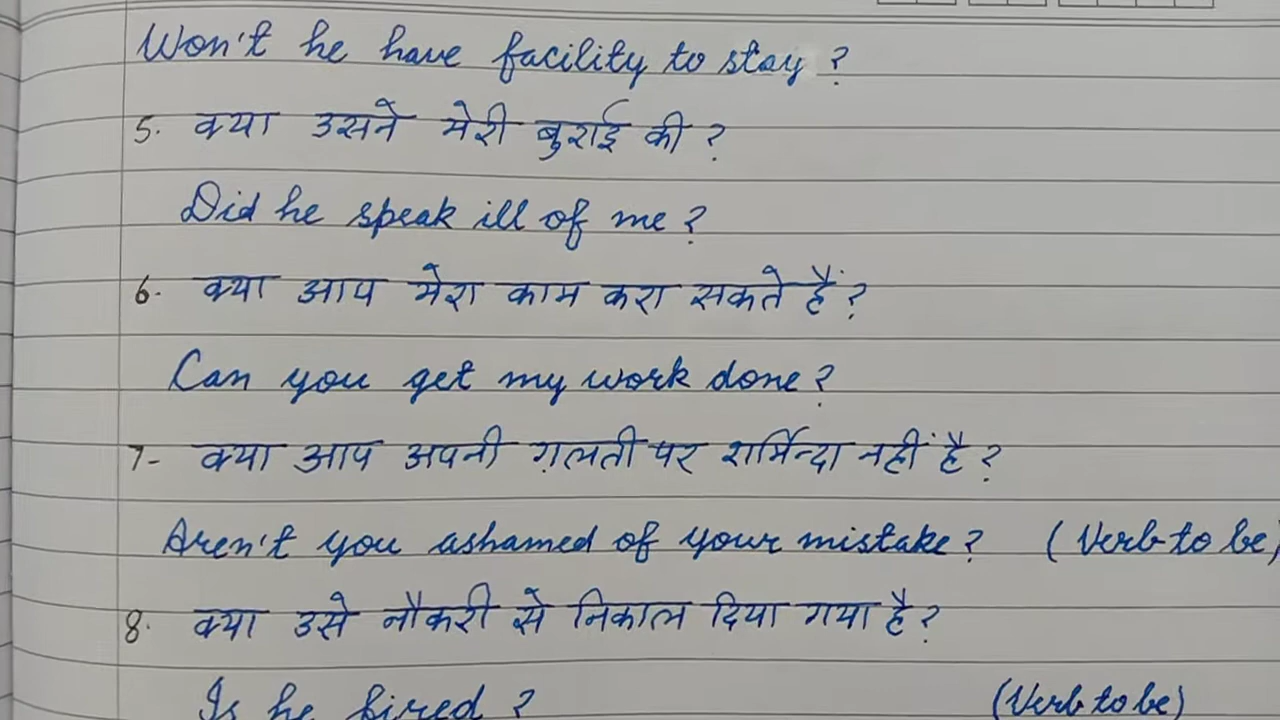 Won't he have facility to stay ?
5. क्या उसने मेरी बुराई की ?
Did he speak ill of me ?
6. क्या आप मेरा काम करा सकते हैं ?
Can you get my work done ?
7- क्या आप अपनी ग़लती पर शर्मिन्दा नहीं है ?
Aren't you ashamed of your mistake ? (Verb to be)
8. क्या उसे नौकरी से निकाल दिया गया है ?
Is he fired ? (Verb to be)